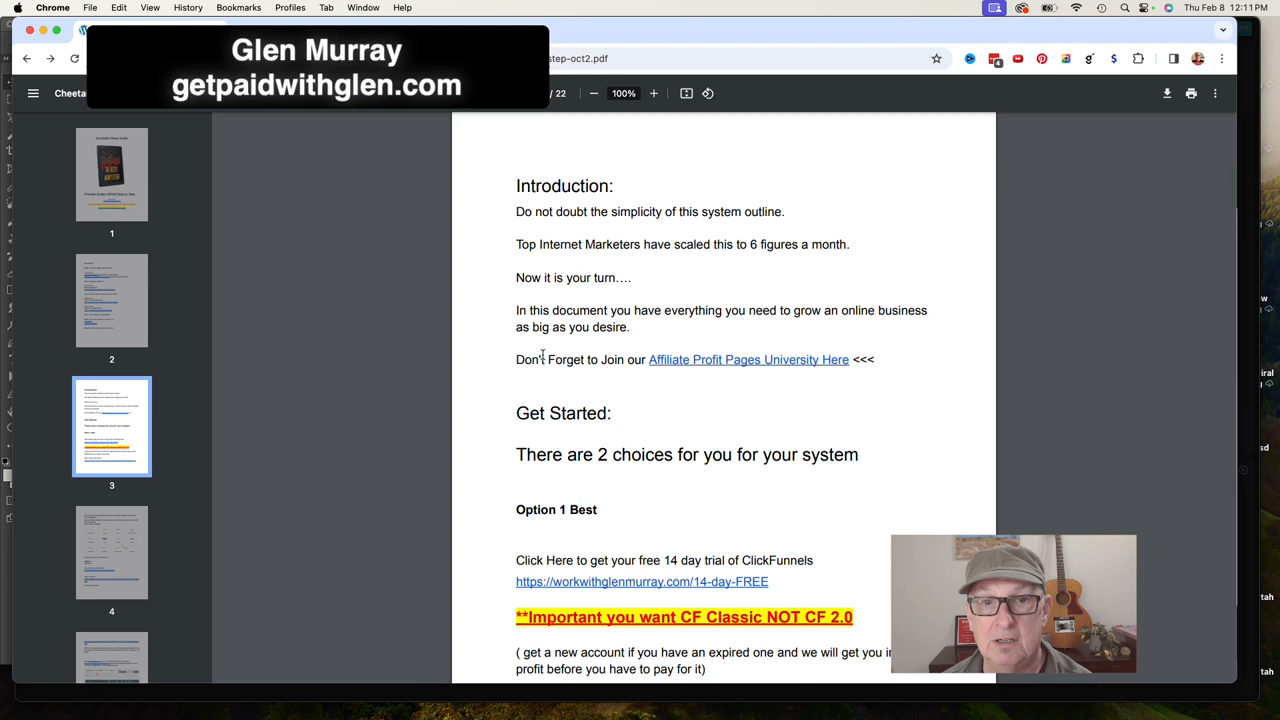 Chrome File Edit View History Bookmarks Profiles Tab Window Help
Thu Feb 8 12:11 PM
Glen Murray
getpaidwithglen.com
step-oct2.pdf
4
Cheeta
/ 22
100%
Introduction:
Do not doubt the simplicity of this system outline.
Top Internet Marketers have scaled this to 6 figures a month.
Now it is your turn….
In this document you have everything you need to grow an online business
as big as you desire.
Don't Forget to Join our Affiliate Profit Pages University Here <<<
Get Started:
There are 2 choices for you for your system
Option 1 Best
Click Here to get your free 14 day trial of ClickFunnels
https://workwithglenmurray.com/14-day-FREE
**Important you want CF Classic NOT CF 2.0
( get a new account if you have an expired one and we will get you in
profit before you have to pay for it)
1
2
3
4